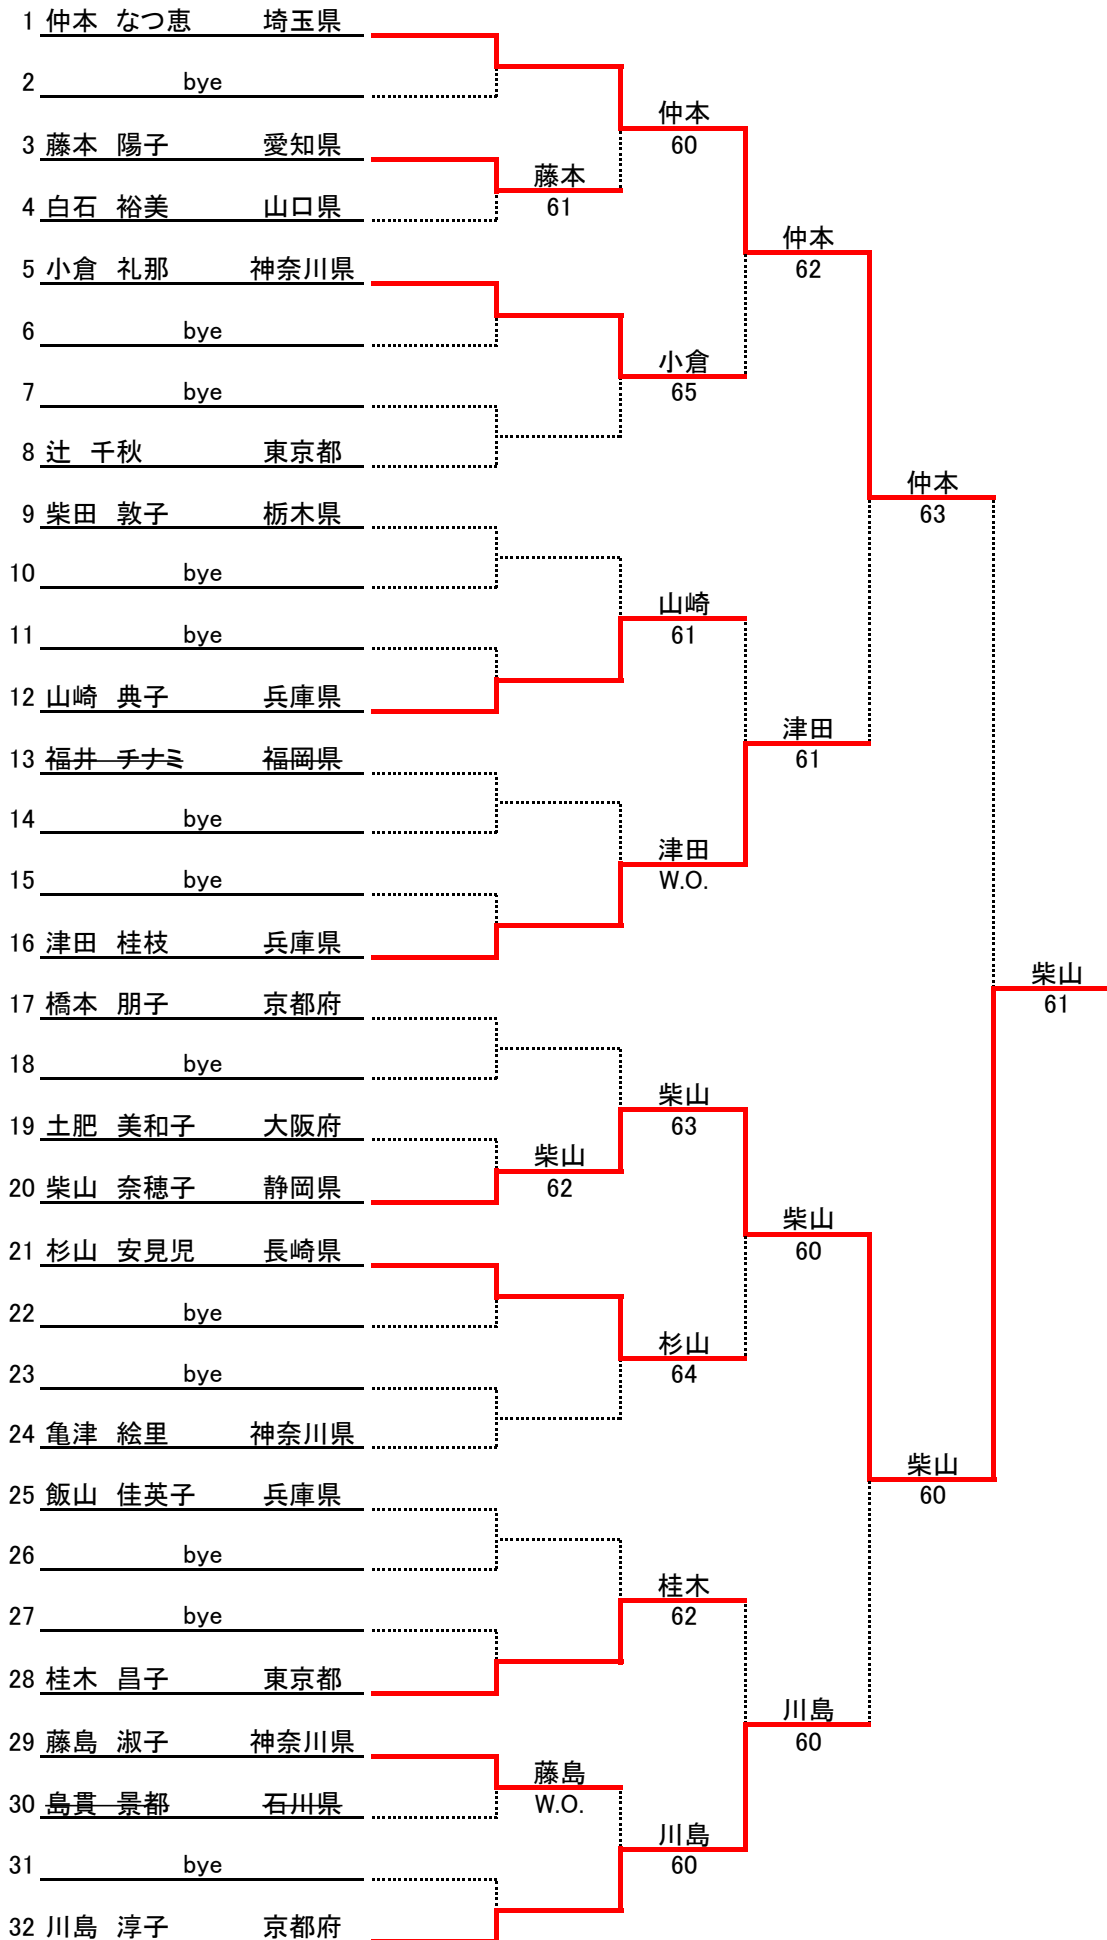 1 仲本 なつ恵 埼玉県
2 bye
仲本
3 藤本 陽子 愛知県
60
藤本
4 白石 裕美 山口県
61
仲本
5 小倉 礼那 神奈川県
62
6 bye
小倉
7 bye
65
8 辻 千秋 東京都
仲本
9 柴田 敦子 栃木県
63
10 bye
山崎
11 bye
61
12 山崎 典子 兵庫県
津田
13 福井 チナミ 福岡県
61
14 bye
津田
15 bye
W.O.
16 津田 桂枝 兵庫県
柴山
17 橋本 朋子 京都府
61
18 bye
柴山
19 土肥 美和子 大阪府
63
柴山
20 柴山 奈穂子 静岡県
62
柴山
21 杉山 安見児 長崎県
60
22 bye
杉山
23 bye
64
24 亀津 絵里 神奈川県
柴山
25 飯山 佳英子 兵庫県
60
26 bye
桂木
27 bye
62
28 桂木 昌子 東京都
川島
29 藤島 淑子 神奈川県
60
藤島
30 島貫 景都 石川県
W.O.
川島
31 bye
60
32 川島 淳子 京都府